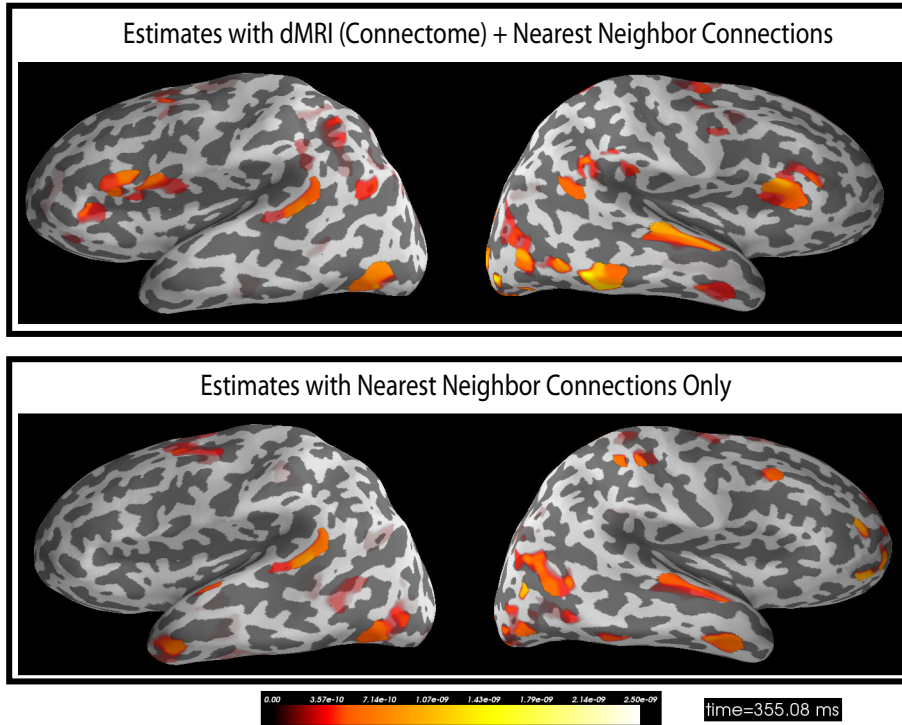 Estimates with dMRI (Connectome) + Nearest Neighbor Connections
Estimates with Nearest Neighbor Connections Only
0.00 3.57e-10 7.14e-10 1.07e-09 1.43e-09 1.79e-09 2.14e-09 2.50e-09
time=355.08 ms